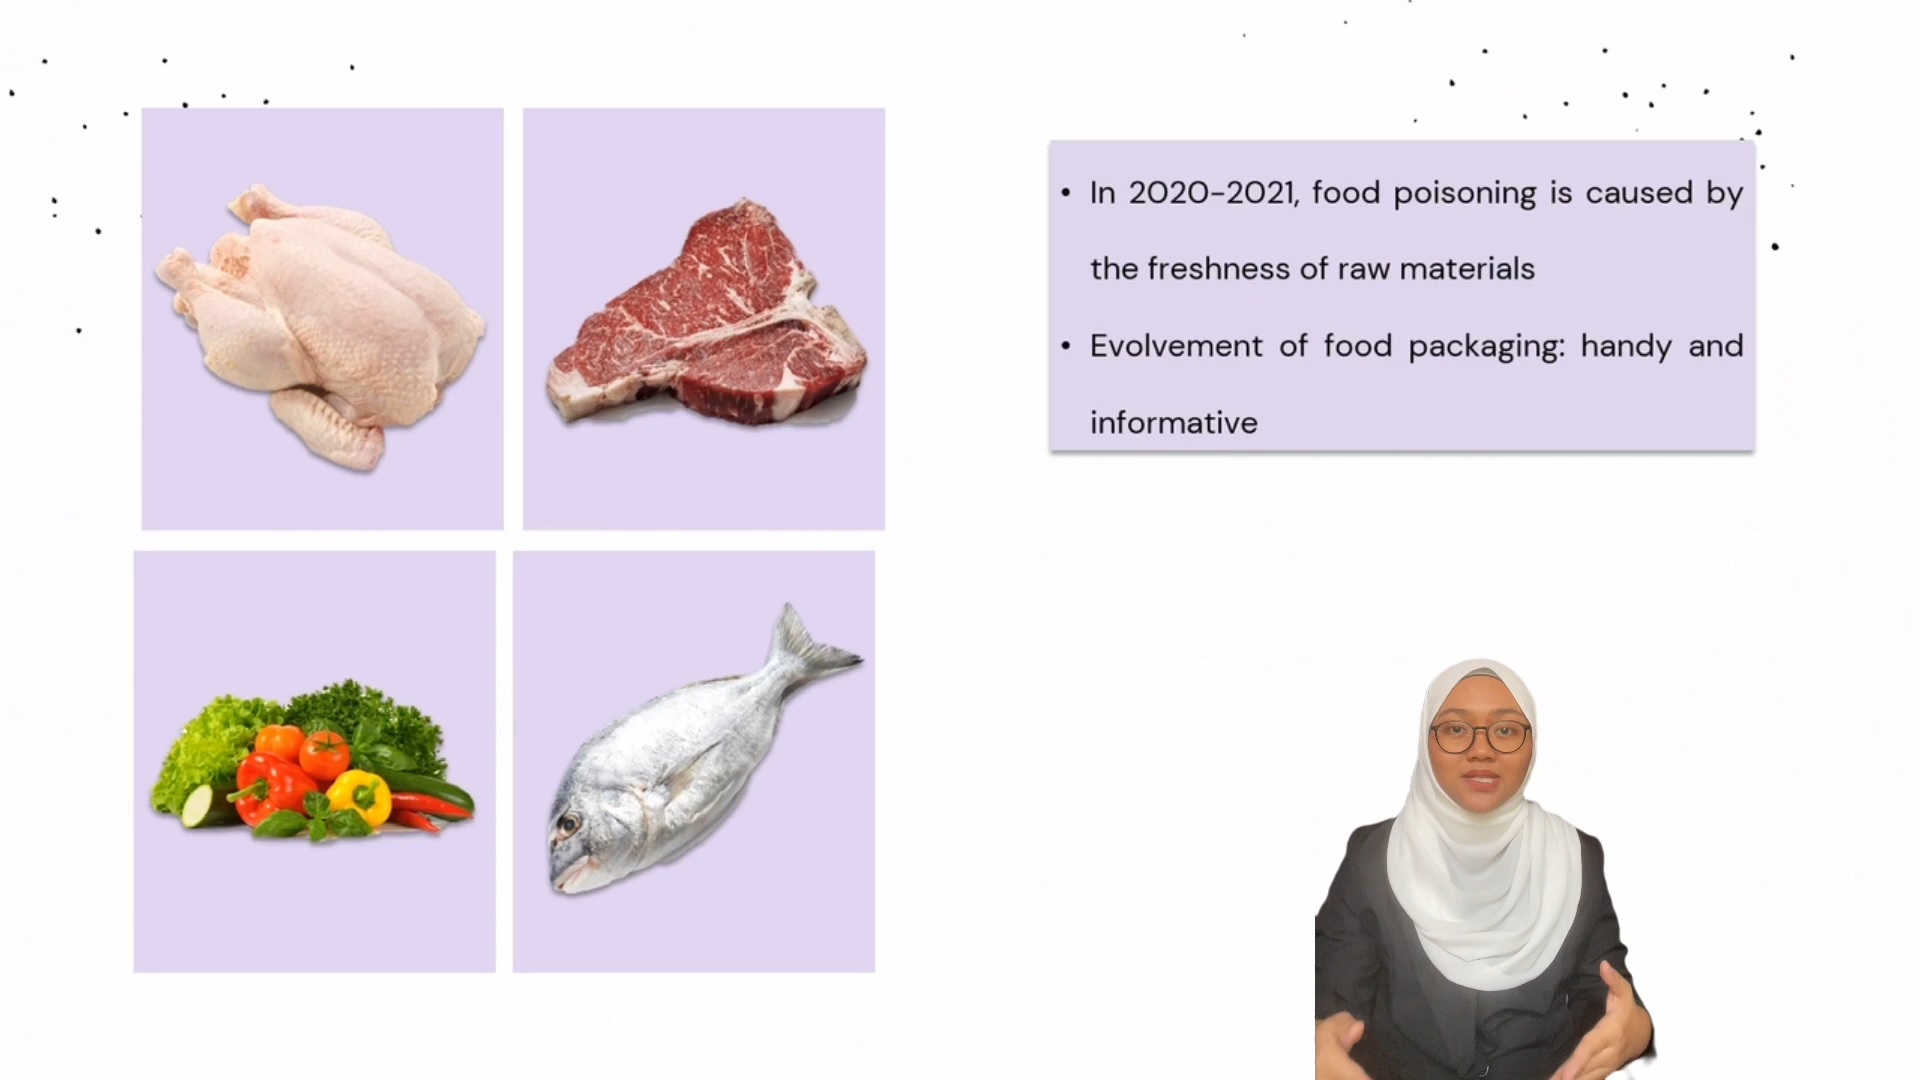 • In 2020-2021, food poisoning is caused by
the freshness of raw materials
• Evolvement of food packaging: handy and
informative